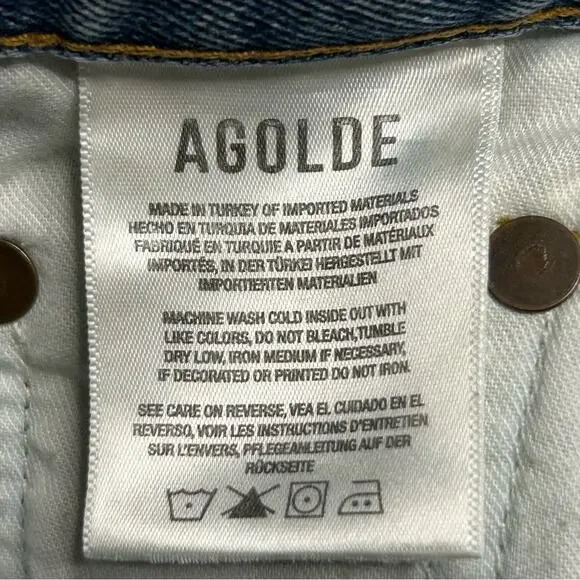 AGOLDE
MADE IN TURKEY OF IMPORTED MATERIALS
HECHO EN TURQUIA DE MATERIALES IMPORTADOS
FABRIQUÉ EN TURQUIE A PARTIR DE MATÉRIAUX
IMPORTÉS, IN DER TÜRKEI HERGESTELLT MIT
IMPORTIERTEN MATERIALIEN
MACHINE WASH COLD INSIDE OUT WITH
LIKE COLORS, DO NOT BLEACH,TUMBLE
DRY LOW, IRON MEDIUM IF NECESSARY,
IF DECORATED OR PRINTED DO NOT IRON.
SEE CARE ON REVERSE, VEA EL CUIDADO EN EL
REVERSO, VOIR LES INSTRUCTIONS D'ENTRETIEN
SUR L'ENVERS, PFLEGEANLEITUNG AUF DER
RÜCKSEITE